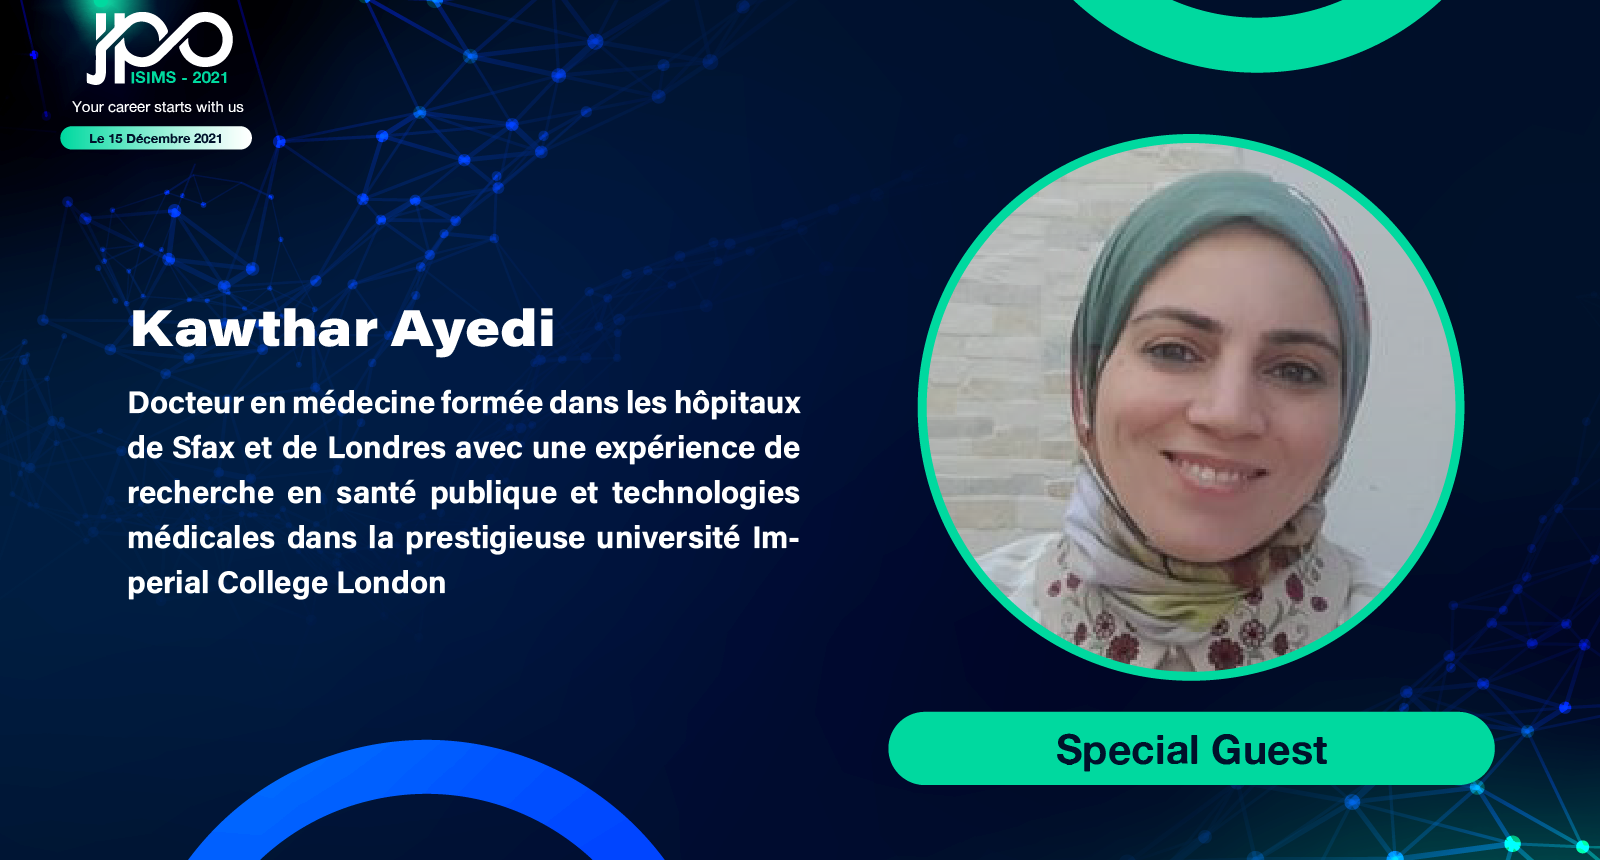 JPO
ISIMS - 2021
Your career starts with us
Le 15 Décembre 2021
Kawthar Ayedi
Docteur en médecine formée dans les hôpitaux
de Sfax et de Londres avec une expérience de
recherche en santé publique et technologies
médicales dans la prestigieuse université Im-
perial College London
Special Guest